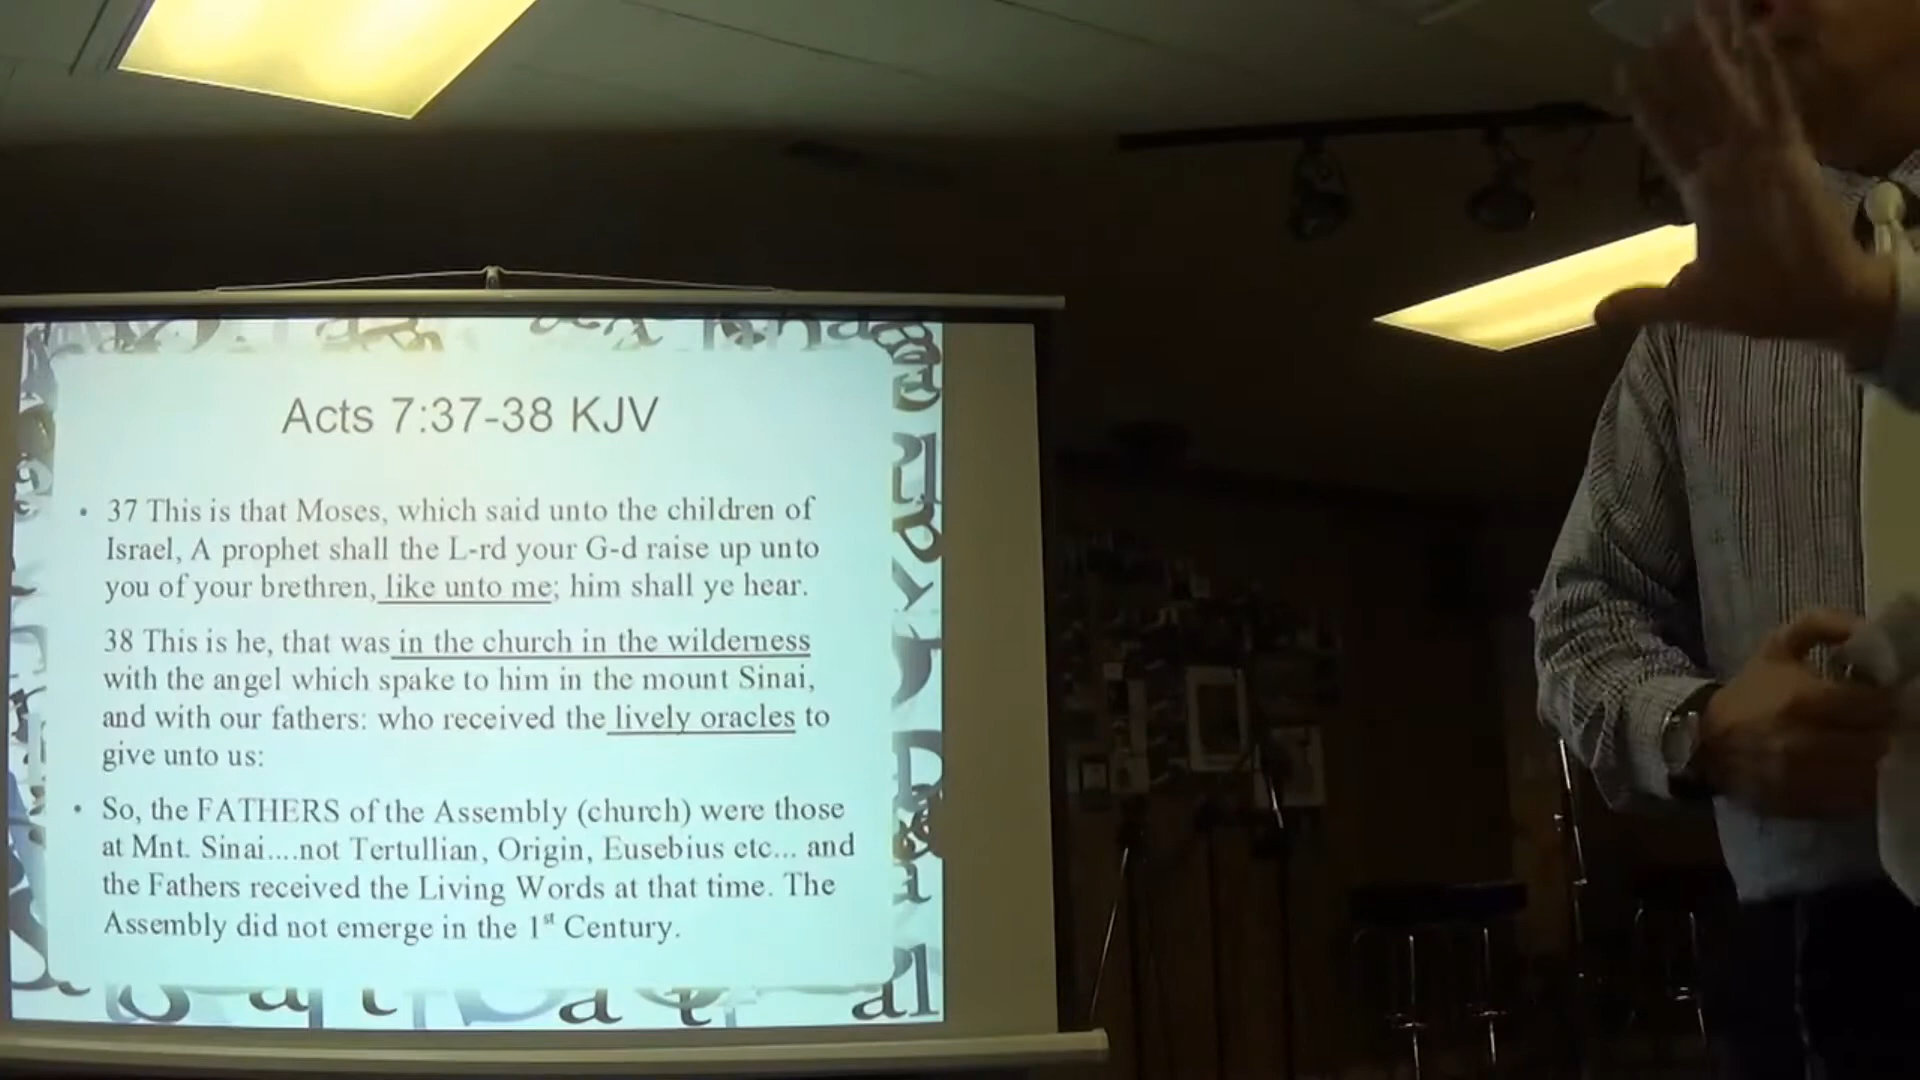 Acts 7:37-38 KJV
• 37 This is that Moses, which said unto the children of
Israel, A prophet shall the L-rd your G-d raise up unto
you of your brethren, like unto me; him shall ye hear.
38 This is he, that was in the church in the wilderness
with the angel which spake to him in the mount Sinai,
and with our fathers: who received the lively oracles to
give unto us:
• So, the FATHERS of the Assembly (church) were those
at Mnt. Sinai....not Tertullian, Origin, Eusebius etc... and
the Fathers received the Living Words at that time. The
Assembly did not emerge in the 1st Century.